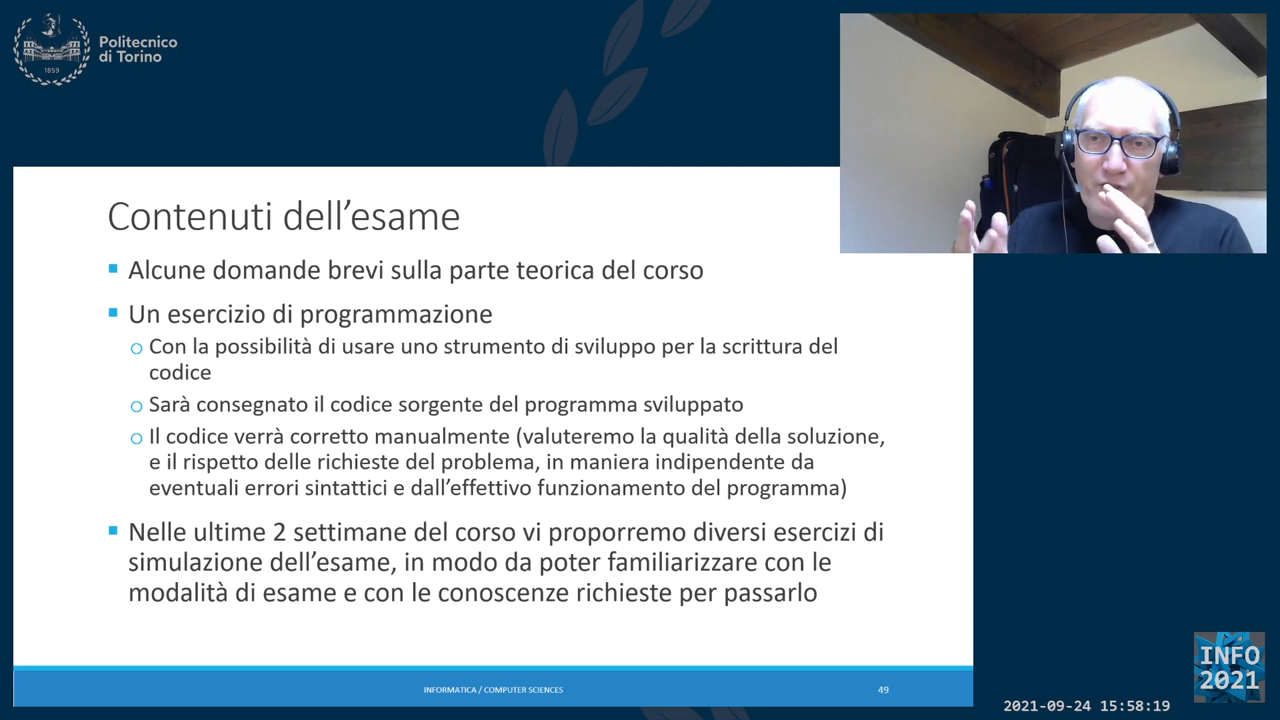 Politecnico
di Torino
1859
Contenuti dell’esame
Alcune domande brevi sulla parte teorica del corso
Un esercizio di programmazione
Con la possibilità di usare uno strumento di sviluppo per la scrittura del
codice
Sarà consegnato il codice sorgente del programma sviluppato
Il codice verrà corretto manualmente (valuteremo la qualità della soluzione,
e il rispetto delle richieste del problema, in maniera indipendente da
eventuali errori sintattici e dall’effettivo funzionamento del programma)
Nelle ultime 2 settimane del corso vi proporremo diversi esercizi di
simulazione dell’esame, in modo da poter familiarizzare con le
modalità di esame e con le conoscenze richieste per passarlo
INFORMATICA / COMPUTER SCIENCES
49
INFO
2021
2021-09-24 15:58:19